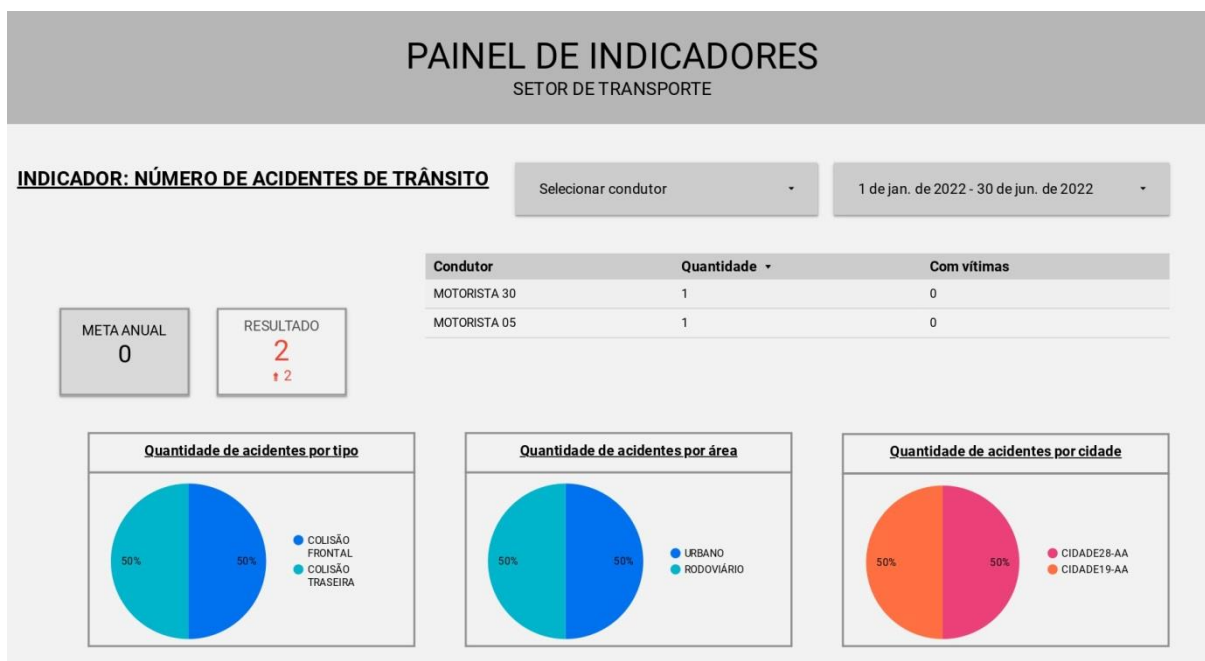 PAINEL DE INDICADORES
SETOR DE TRANSPORTE
INDICADOR: NÚMERO DE ACIDENTES DE TRÂNSITO
Selecionar condutor
1 de jan. de 2022 - 30 de jun. de 2022
Condutor Quantidade Com vítimas
MOTORISTA 30 1 0
MOTORISTA 05 1 0
META ANUAL
0
RESULTADO
2
2
Quantidade de acidentes por tipo
50%
50%
COLISÃO
FRONTAL
COLISÃO
TRASEIRA
Quantidade de acidentes por área
50%
50%
URBANO
RODOVIÁRIO
Quantidade de acidentes por cidade
50%
50%
CIDADE28-AA
CIDADE19-AA